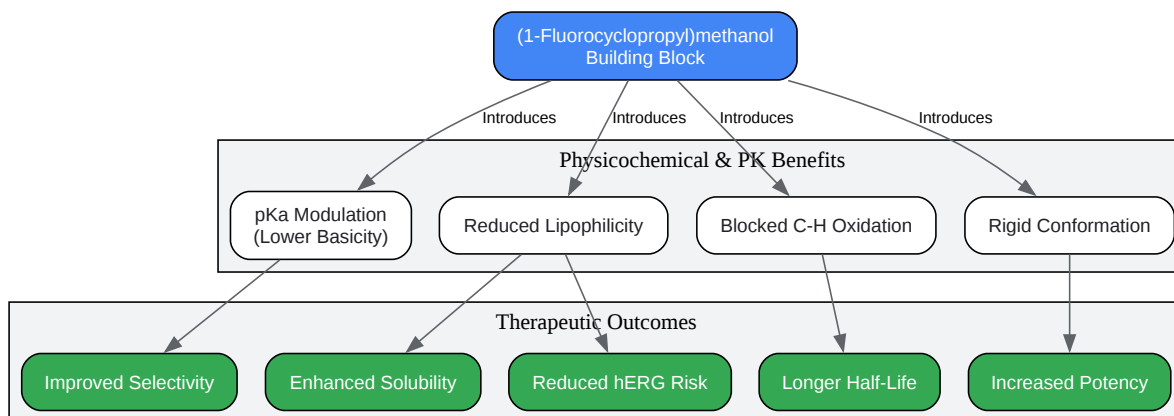 (1-Fluorocyclopropyl)methanol
Building Block
Introduces
Introduces
Introduces
Introduces
Physicochemical & PK Benefits
pKa Modulation
(Lower Basicity)
Reduced Lipophilicity
Blocked C-H Oxidation
Rigid Conformation
Therapeutic Outcomes
Improved Selectivity
Enhanced Solubility
Reduced hERG Risk
Longer Half-Life
Increased Potency